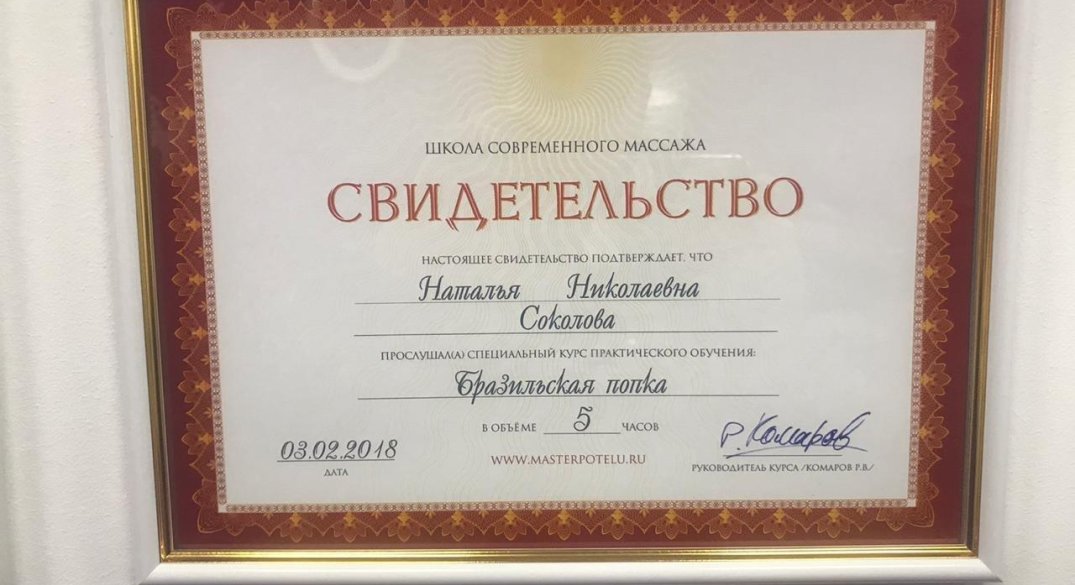 ШКОЛА СОВРЕМЕННОГО МАССАЖА
СВИДЕТЕЛЬСТВО
НАСТОЯЩЕЕ СВИДЕТЕЛЬСТВО ПОДТВЕРЖДАЕТ, ЧТО
Наталья Николаевна
Соколова
ПРОСЛУШАЛ(А) СПЕЦИАЛЬНЫЙ КУРС ПРАКТИЧЕСКОГО ОБУЧЕНИЯ:
Бразильская попка
В ОБЪЁМЕ 5 ЧАСОВ
03.02.2018
ДАТА
WWW.MASTERPOTELU.RU
Р. Комаров
РУКОВОДИТЕЛЬ КУРСА /КОМАРОВ Р.В./